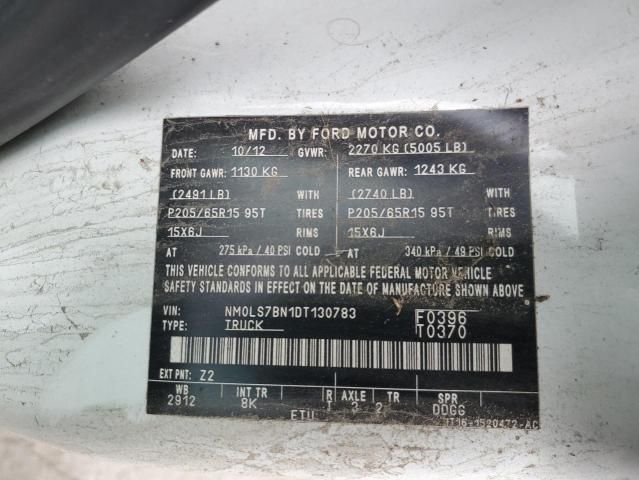 MFD. BY FORD MOTOR CO.
DATE: 10/12 GVWR: 2270 KG (5005 LB)
FRONT GAWR: 1130 KG REAR GAWR: 1243 KG
(2491 LB) WITH (2740 LB) WITH
P205/65R15 95T TIRES P205/65R15 95T TIRES
15X6J RIMS 15X6J RIMS
AT 275 kPa / 40 PSI COLD AT 340 kPa / 49 PSI COLD
THIS VEHICLE CONFORMS TO ALL APPLICABLE FEDERAL MOTOR VEHICLE
SAFETY STANDARDS IN EFFECT ON THE DATE OF MANUFACTURE SHOWN ABOVE
VIN: NM0LS7BN1DT130783 F0396
TYPE: TRUCK T0370
EXT PNT: Z2
WB INT TR R AXLE TR SPR
2912 8K 1 3 2 DDGG